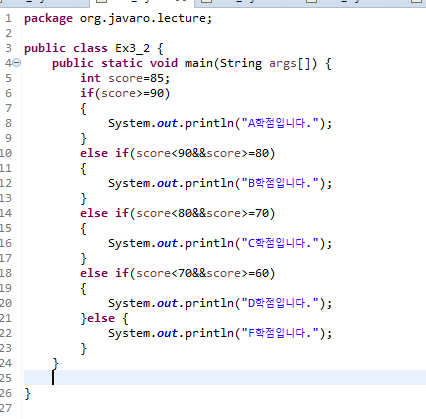 1 package org.javaro.lecture;
2
3 public class Ex3_2 {
4 public static void main(String args[]) {
5 int score=85;
6 if(score>=90)
7 {
8 System.out.println("A학점입니다.");
9 }
10 else if(score<90&&score>=80)
11 {
12 System.out.println("B학점입니다.");
13 }
14 else if(score<80&&score>=70)
15 {
16 System.out.println("C학점입니다.");
17 }
18 else if(score<70&&score>=60)
19 {
20 System.out.println("D학점입니다.");
21 }else {
22 System.out.println("F학점입니다.");
23 }
24 }
25
26 }
27